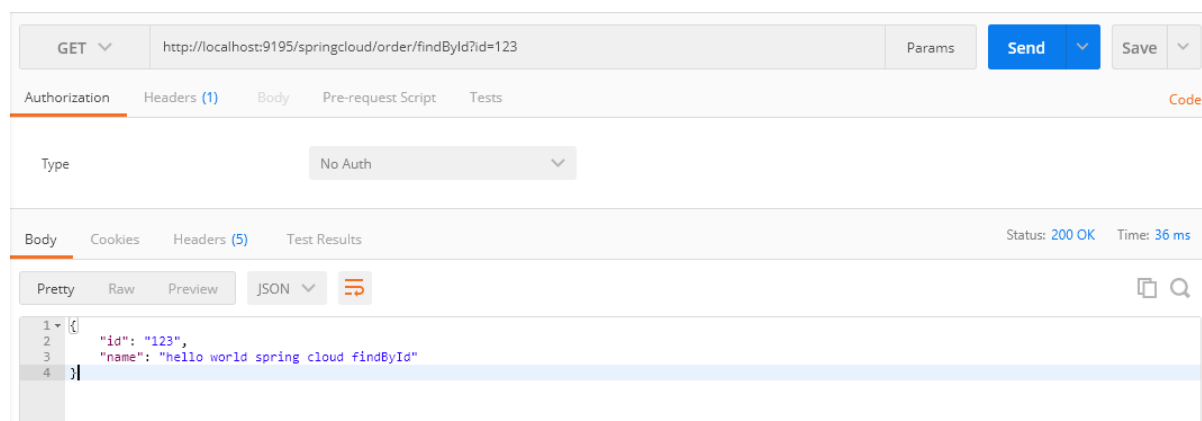 GET http://localhost:9195/springcloud/order/findById?id=123 Params Send Save
Authorization Headers (1) Body Pre-request Script Tests Code
Type No Auth
Body Cookies Headers (5) Test Results Status: 200 OK Time: 36 ms
Pretty Raw Preview JSON
1 {
2 "id": "123",
3 "name": "hello world spring cloud findById"
4 }